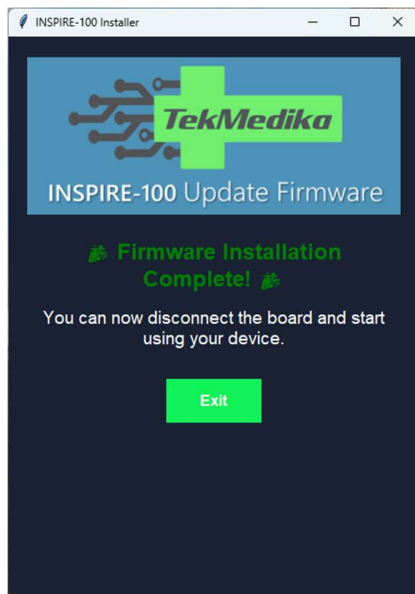 INSPIRE-100 Installer
TekMedika
INSPIRE-100 Update Firmware
🎉 Firmware Installation
Complete! 🎉
You can now disconnect the board and start
using your device.
Exit